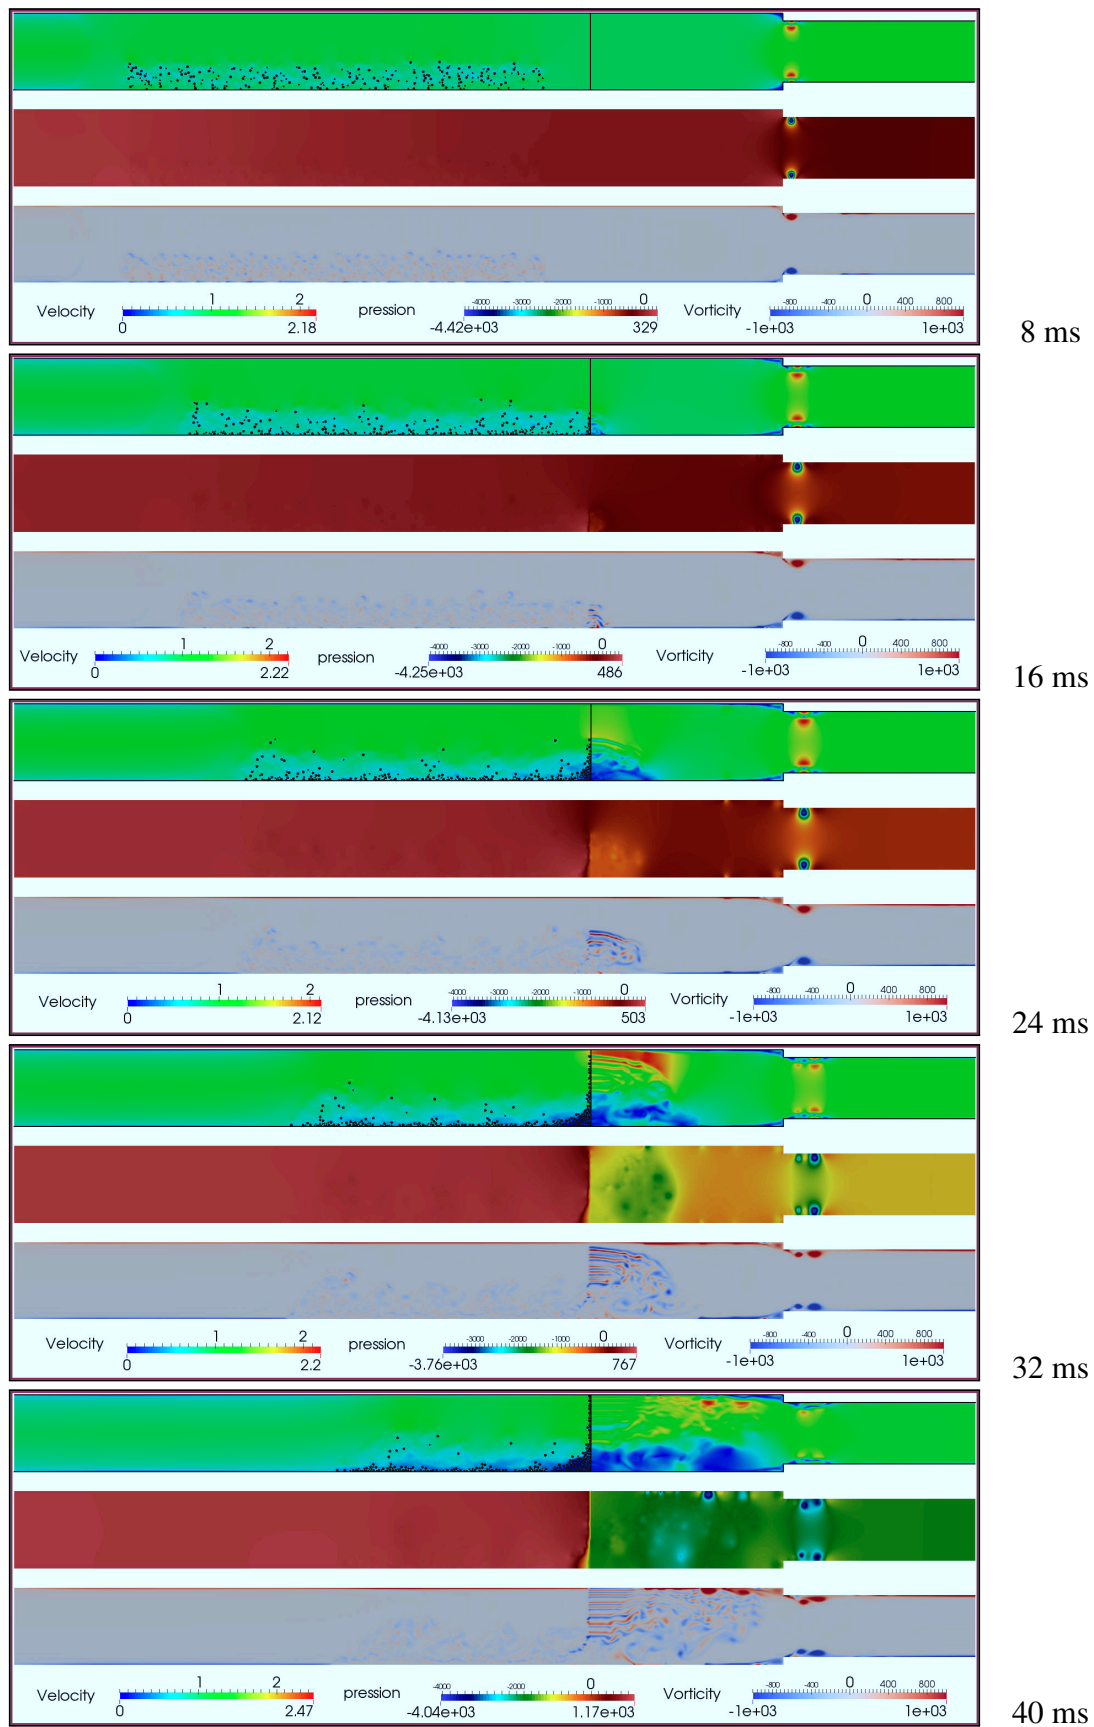 1 2 -4000 -3000 -2000 -1000 0 -800 -400 0 400 800
Velocity pression Vorticity
0 2.18 -4.42e+03 329 -1e+03 1e+03
8 ms
1 2 -4000 -3000 -2000 -1000 0 -800 -400 0 400 800
Velocity pression Vorticity
0 2.22 -4.25e+03 486 -1e+03 1e+03
16 ms
1 2 -4000 -3000 -2000 -1000 0 -800 -400 0 400 800
Velocity pression Vorticity
0 2.12 -4.13e+03 503 -1e+03 1e+03
24 ms
1 2 -3000 -2000 -1000 0 -800 -400 0 400 800
Velocity pression Vorticity
0 2.2 -3.76e+03 767 -1e+03 1e+03
32 ms
1 2 -4000 -3000 -2000 -1000 0 -800 -400 0 400 800
Velocity pression Vorticity
0 2.47 -4.04e+03 1.17e+03 -1e+03 1e+03
40 ms